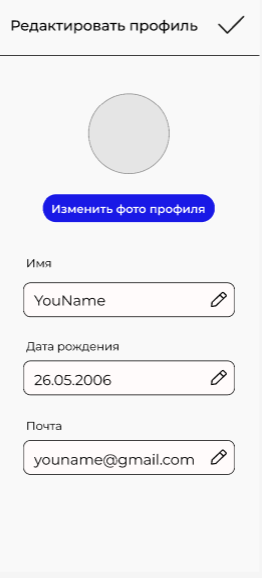 Редактировать профиль
Изменить фото профиля
Имя
YouName
Дата рождения
26.05.2006
Почта
youname@gmail.com